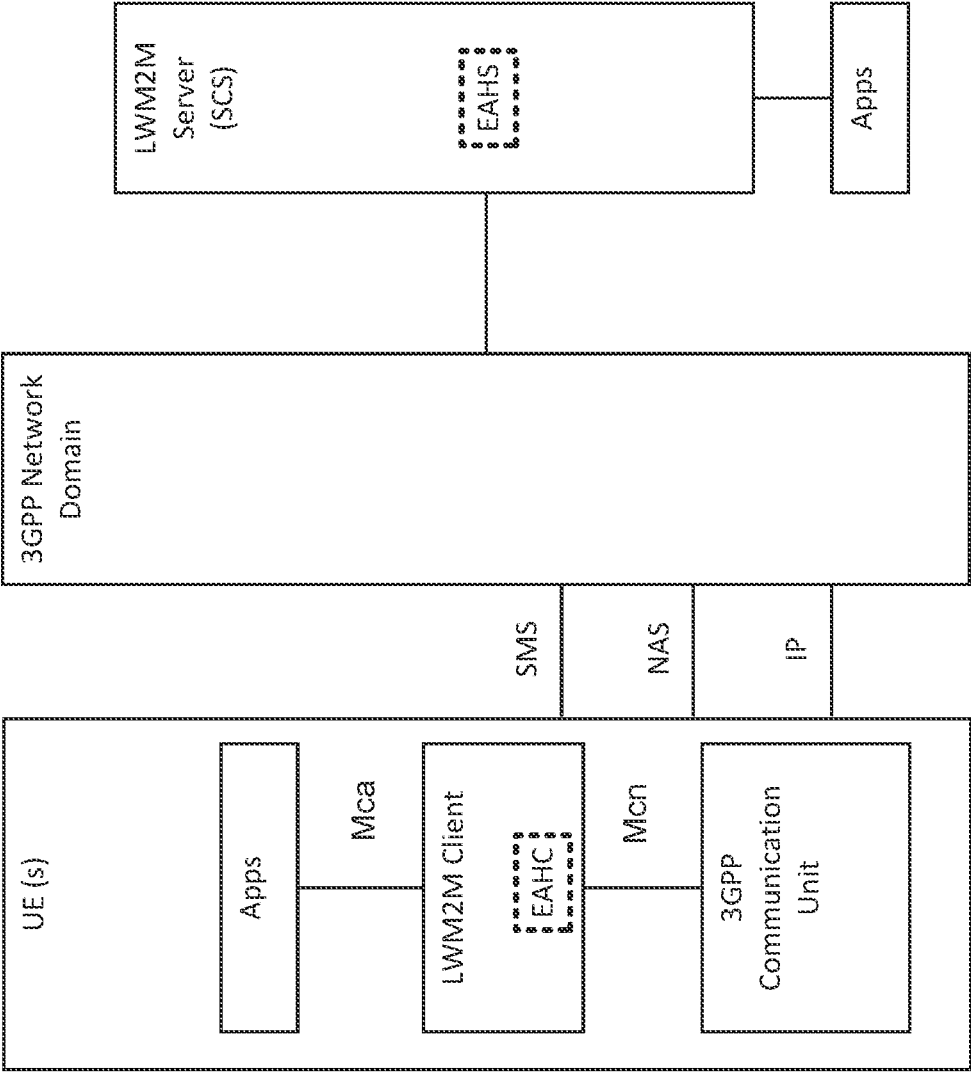 UE (s)
Apps
Mca
LWM2M Client
EAHC
Mcn
3GPP
Communication
Unit
SMS
NAS
IP
3GPP Network
Domain
LWM2M
Server
(SCS)
EAHS
Apps